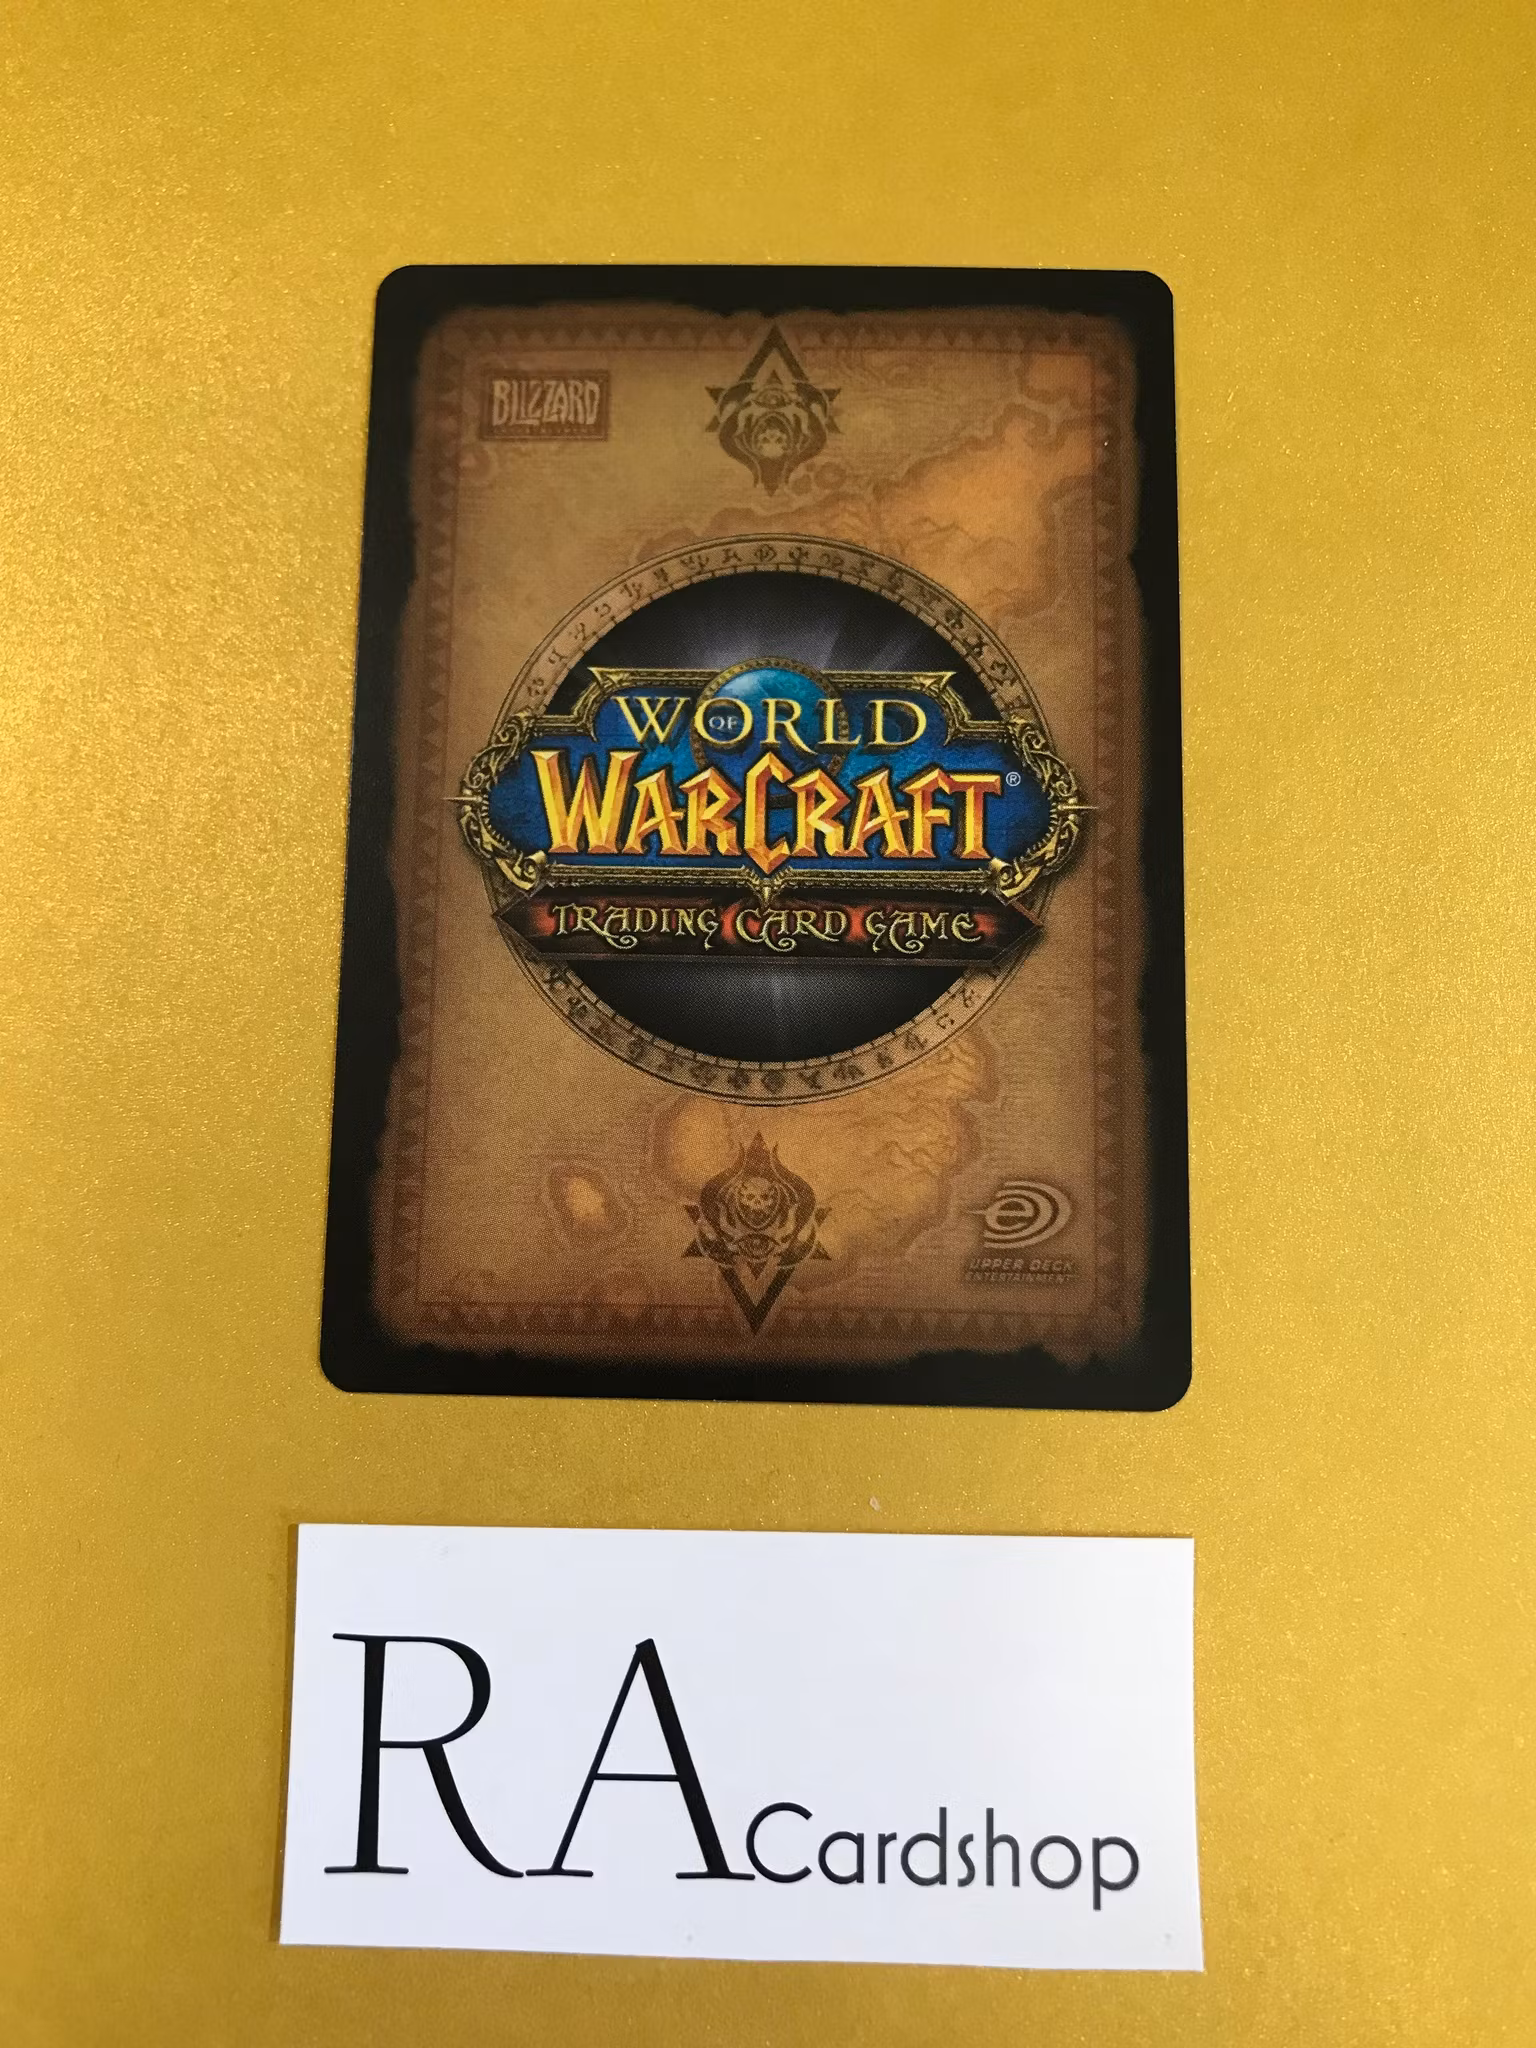 BLIZZARD
WORLD
OF
WARCRAFT®
TRADING CARD GAME
e
UPPER DECK
ENTERTAINMENT
RA Cardshop